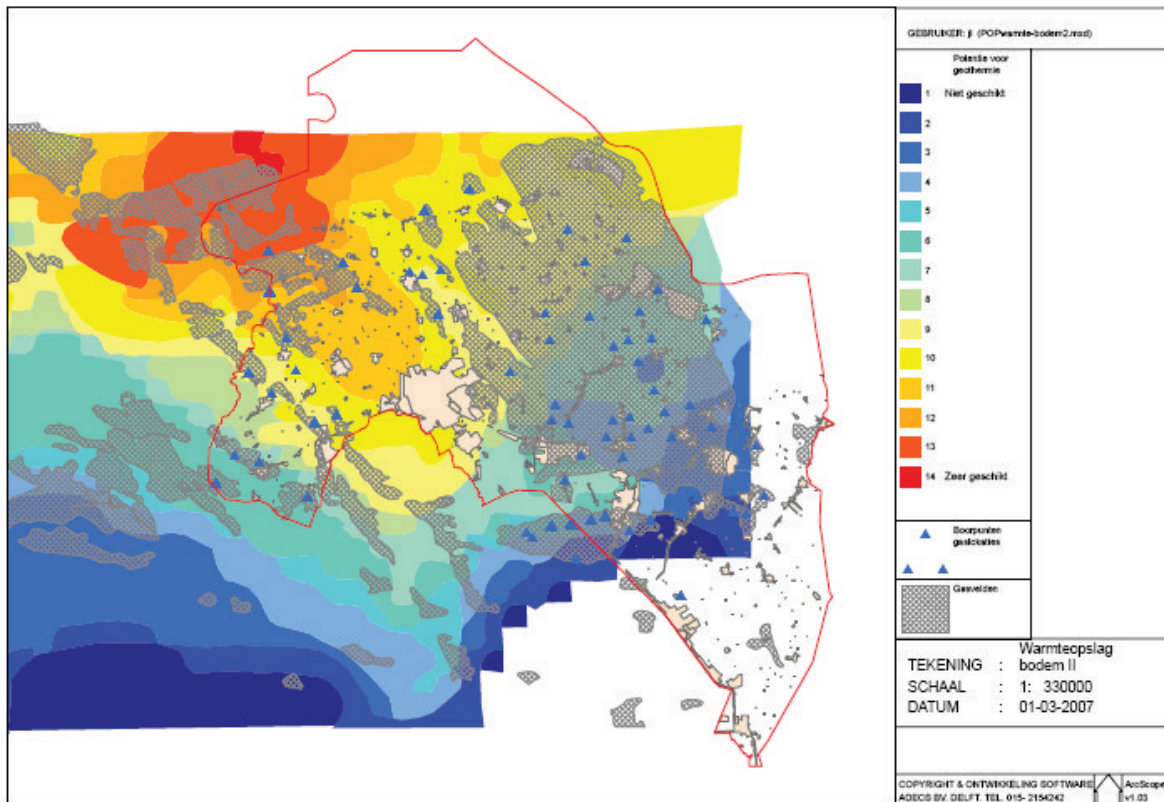 GEBRUIKER: jl (POPwarmte-bodem2.mxd)
Potentie voor
geothermie
1 Niet geschikt
2
3
4
5
6
7
8
9
10
11
12
13
14 Zeer geschikt
Boorpunten
gaslokaties
Gasvelden
Warmteopslag
TEKENING : bodem II
SCHAAL : 1: 330000
DATUM : 01-03-2007
COPYRIGHT & ONTWIKKELING SOFTWARE
ADECS BV. DELFT. TEL. 015- 2154242
ArcScope
v1.03